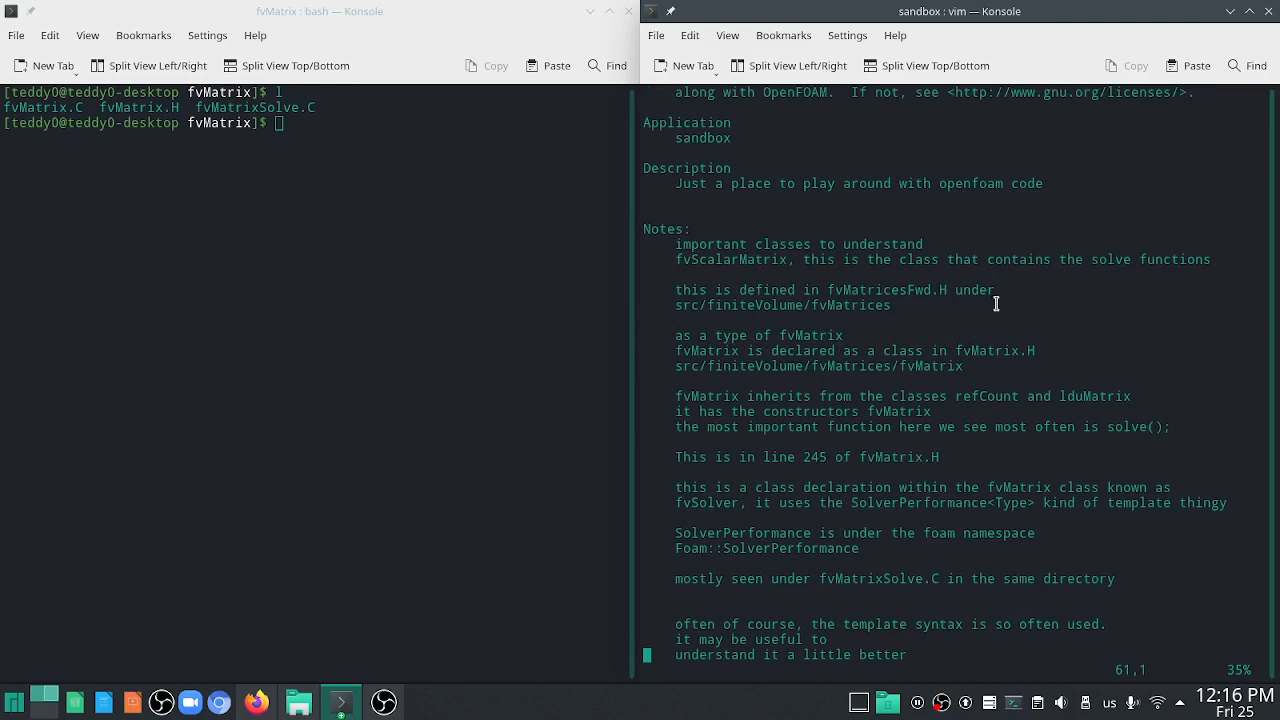 fvMatrix : bash — Konsole
File Edit View Bookmarks Settings Help
New Tab Split View Left/Right Split View Top/Bottom Copy Paste Find
[teddy0@teddy0-desktop fvMatrix]$ l
fvMatrix.C fvMatrix.H fvMatrixSolve.C
[teddy0@teddy0-desktop fvMatrix]$
sandbox : vim — Konsole
File Edit View Bookmarks Settings Help
New Tab Split View Left/Right Split View Top/Bottom Copy Paste Find
along with OpenFOAM. If not, see <http://www.gnu.org/licenses/>.
Application
sandbox
Description
Just a place to play around with openfoam code
Notes:
important classes to understand
fvScalarMatrix, this is the class that contains the solve functions
this is defined in fvMatricesFwd.H under
src/finiteVolume/fvMatrices
as a type of fvMatrix
fvMatrix is declared as a class in fvMatrix.H
src/finiteVolume/fvMatrices/fvMatrix
fvMatrix inherits from the classes refCount and lduMatrix
it has the constructors fvMatrix
the most important function here we see most often is solve();
This is in line 245 of fvMatrix.H
this is a class declaration within the fvMatrix class known as
fvSolver, it uses the SolverPerformance<Type> kind of template thingy
SolverPerformance is under the foam namespace
Foam::SolverPerformance
mostly seen under fvMatrixSolve.C in the same directory
often of course, the template syntax is so often used.
it may be useful to
understand it a little better
61,1 35%
us
12:16 PM
Fri 25